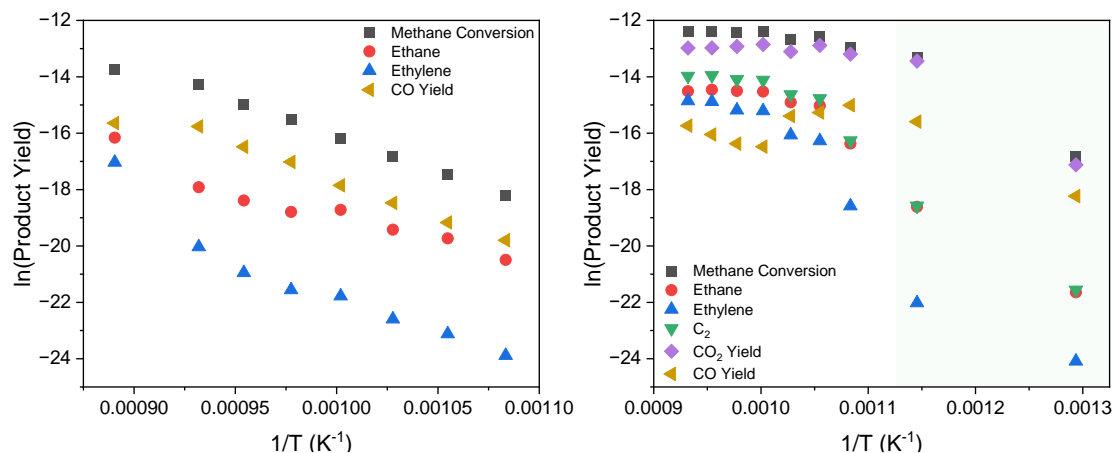 −12
−14
−16
−18
−20
−22
−24
ln(Product Yield)
Methane Conversion
Ethane
Ethylene
CO Yield
0.00090
0.00095
0.00100
0.00105
0.00110
1/T (K⁻¹)
−12
−14
−16
−18
−20
−22
−24
ln(Product Yield)
Methane Conversion
Ethane
Ethylene
C₂
CO₂ Yield
CO Yield
0.0009
0.0010
0.0011
0.0012
0.0013
1/T (K⁻¹)